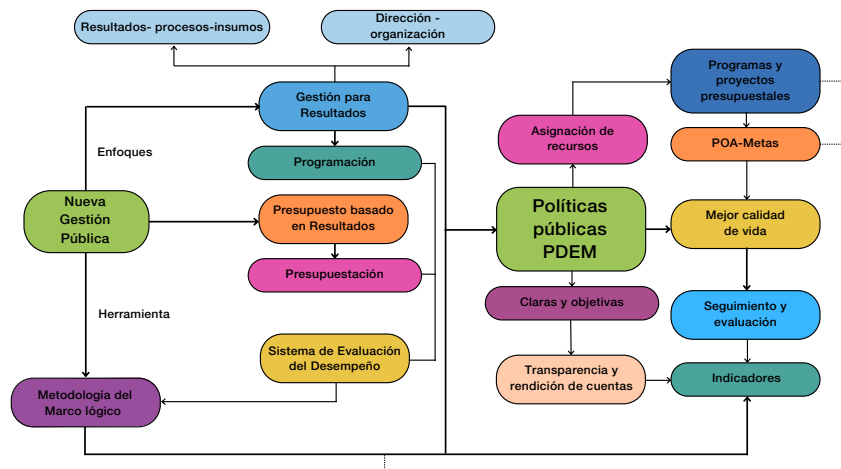 Resultados- procesos-insumos
Dirección -
organización
Gestión para
Resultados
Enfoques
Programación
Nueva
Gestión
Pública
Presupuesto basado
en Resultados
Presupuestación
Herramienta
Sistema de Evaluación
del Desempeño
Metodología del
Marco lógico
Asignación de
recursos
Políticas
públicas
PDEM
Claras y objetivas
Transparencia y
rendición de cuentas
Programas y
proyectos
presupuestales
POA-Metas
Mejor calidad
de vida
Seguimiento y
evaluación
Indicadores